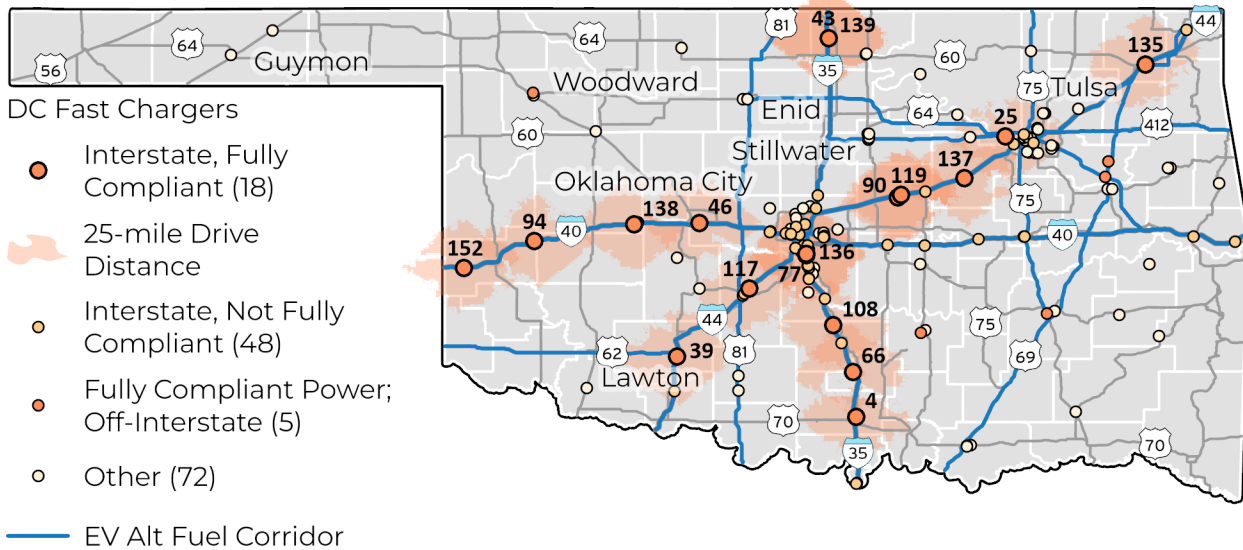 DC Fast Chargers
Interstate, Fully
Compliant (18)
25-mile Drive
Distance
Interstate, Not Fully
Compliant (48)
Fully Compliant Power;
Off-Interstate (5)
Other (72)
EV Alt Fuel Corridor
81
43
139
44
64
64
35
60
135
56
Guymon
Woodward
75
Tulsa
Enid
64
25
412
60
Stillwater
137
Oklahoma City
90
119
75
138
46
94
40
40
152
136
117
77
108
44
75
62
39
81
69
66
Lawton
4
70
70
35